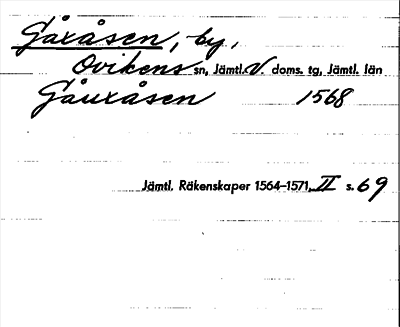 Gåxåsen, by,
Ovikens sn, Jämtl. V. doms. tg, Jämtl. län
Gåuxåsen 1568
Jämtl. Räkenskaper 1564–1571, II s. 69